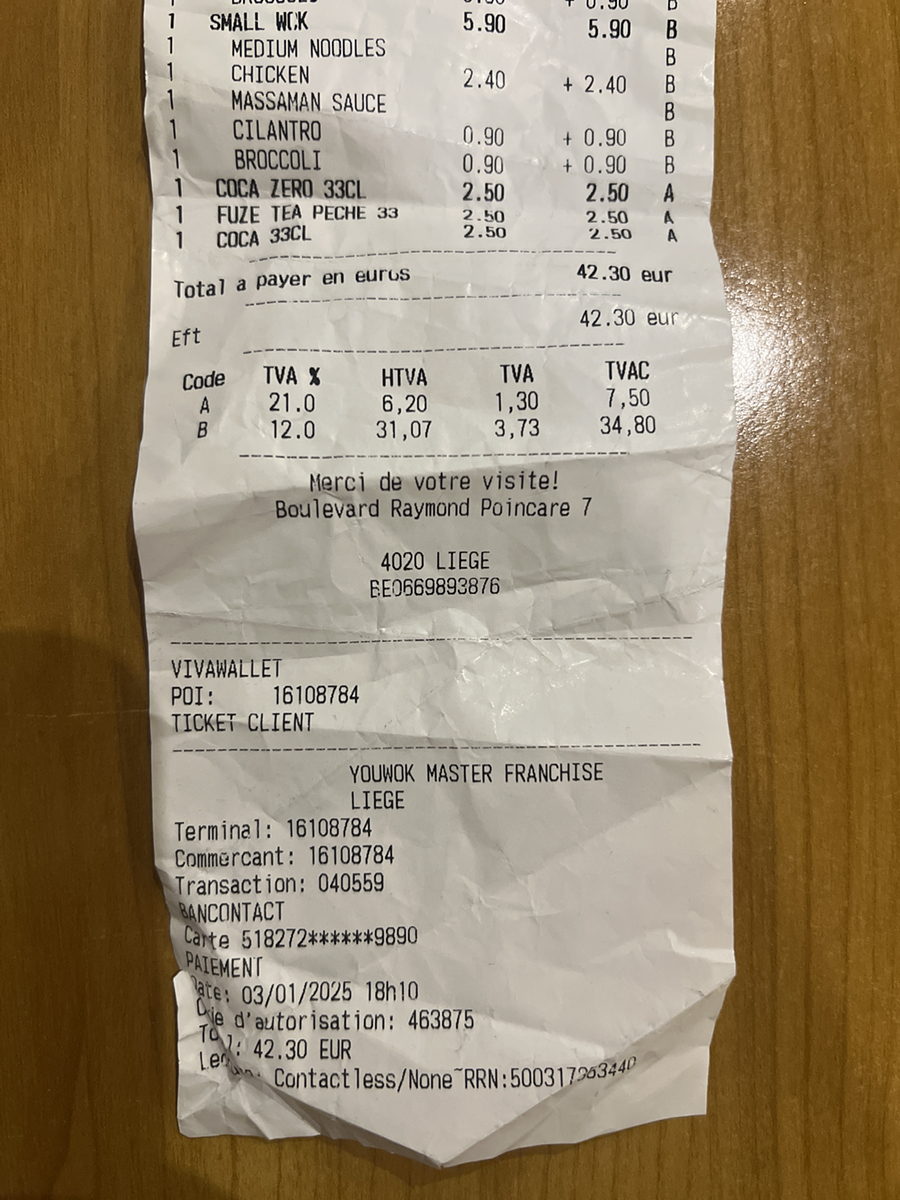 BROCCOLI + 0.90 B
1 SMALL WOK 5.90 5.90 B
1 MEDIUM NOODLES B
1 CHICKEN 2.40 + 2.40 B
1 MASSAMAN SAUCE B
1 CILANTRO 0.90 + 0.90 B
1 BROCCOLI 0.90 + 0.90 B
1 COCA ZERO 33CL 2.50 2.50 A
1 FUZE TEA PECHE 33 2.50 2.50 A
1 COCA 33CL 2.50 2.50 A
Total a payer en euros 42.30 eur
Eft 42.30 eur
Code TVA % HTVA TVA TVAC
A 21.0 6,20 1,30 7,50
B 12.0 31,07 3,73 34,80
Merci de votre visite!
Boulevard Raymond Poincare 7
4020 LIEGE
BE0669893876
VIVAWALLET
POI: 16108784
TICKET CLIENT
YOUWOK MASTER FRANCHISE
LIEGE
Terminal: 16108784
Commercant: 16108784
Transaction: 040559
BANCONTACT
Carte 518272******9890
PAIEMENT
Date: 03/01/2025 18h10
d'autorisation: 463875
42.30 EUR
Contactless/None~RRN: